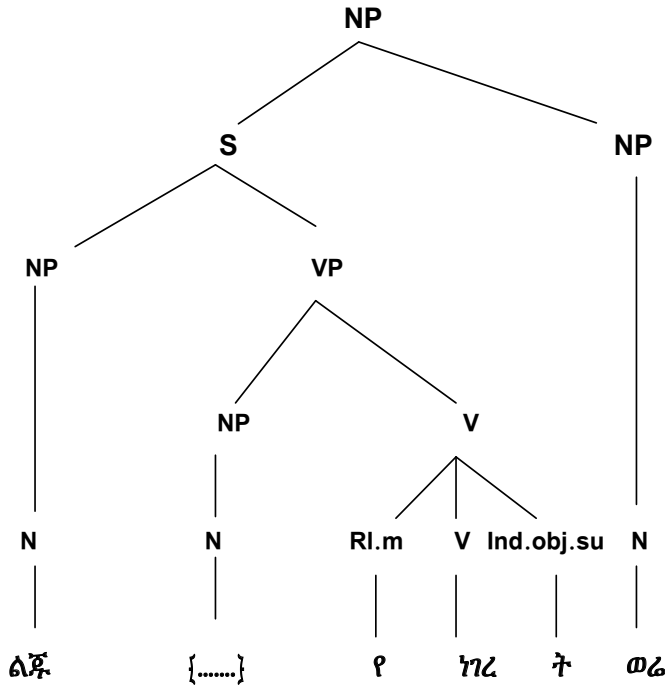 NP
S NP
NP VP
NP V
N N Rl.m V Ind.obj.su N
ልጁ {.......} የ ነገረ ት ወሬ